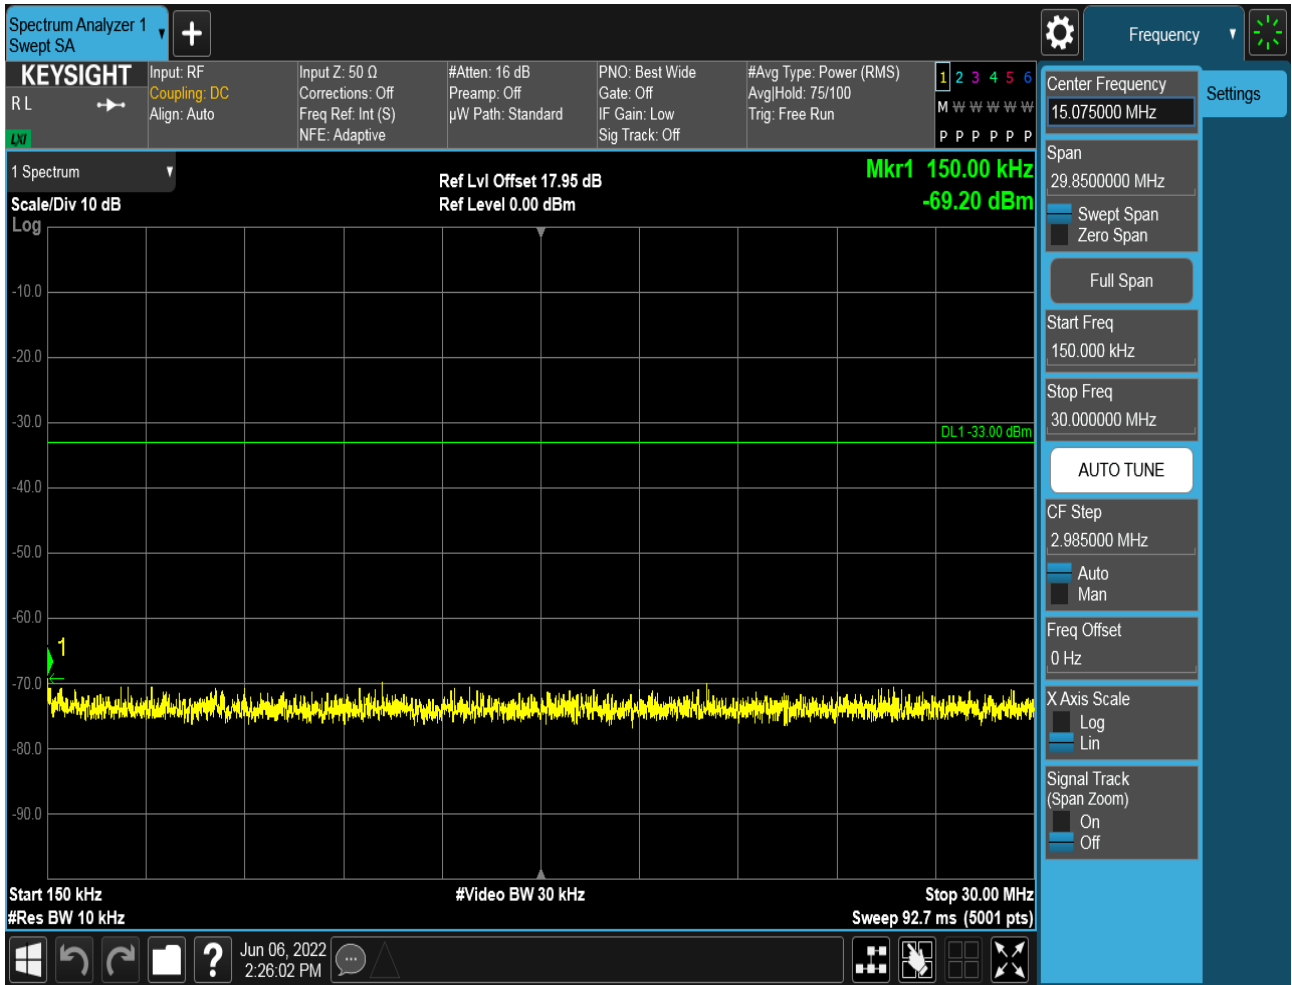 Spectrum Analyzer 1
Swept SA
Frequency
KEYSIGHT
R L
LXI
Input: RF
Coupling: DC
Align: Auto
Input Z: 50 Ω
Corrections: Off
Freq Ref: Int (S)
NFE: Adaptive
#Atten: 16 dB
Preamp: Off
µW Path: Standard
PNO: Best Wide
Gate: Off
IF Gain: Low
Sig Track: Off
#Avg Type: Power (RMS)
Avg|Hold: 75/100
Trig: Free Run
1 2 3 4 5 6
M W W W W W
P P P P P P
1 Spectrum
Scale/Div 10 dB
Log
Ref Lvl Offset 17.95 dB
Ref Level 0.00 dBm
Mkr1 150.00 kHz
-69.20 dBm
-10.0
-20.0
-30.0
DL1 -33.00 dBm
-40.0
-50.0
-60.0
1
-70.0
-80.0
-90.0
Start 150 kHz
#Video BW 30 kHz
Stop 30.00 MHz
#Res BW 10 kHz
Sweep 92.7 ms (5001 pts)
Jun 06, 2022
2:26:02 PM
?
Center Frequency
15.075000 MHz
Settings
Span
29.8500000 MHz
Swept Span
Zero Span
Full Span
Start Freq
150.000 kHz
Stop Freq
30.000000 MHz
AUTO TUNE
CF Step
2.985000 MHz
Auto
Man
Freq Offset
0 Hz
X Axis Scale
Log
Lin
Signal Track
(Span Zoom)
On
Off